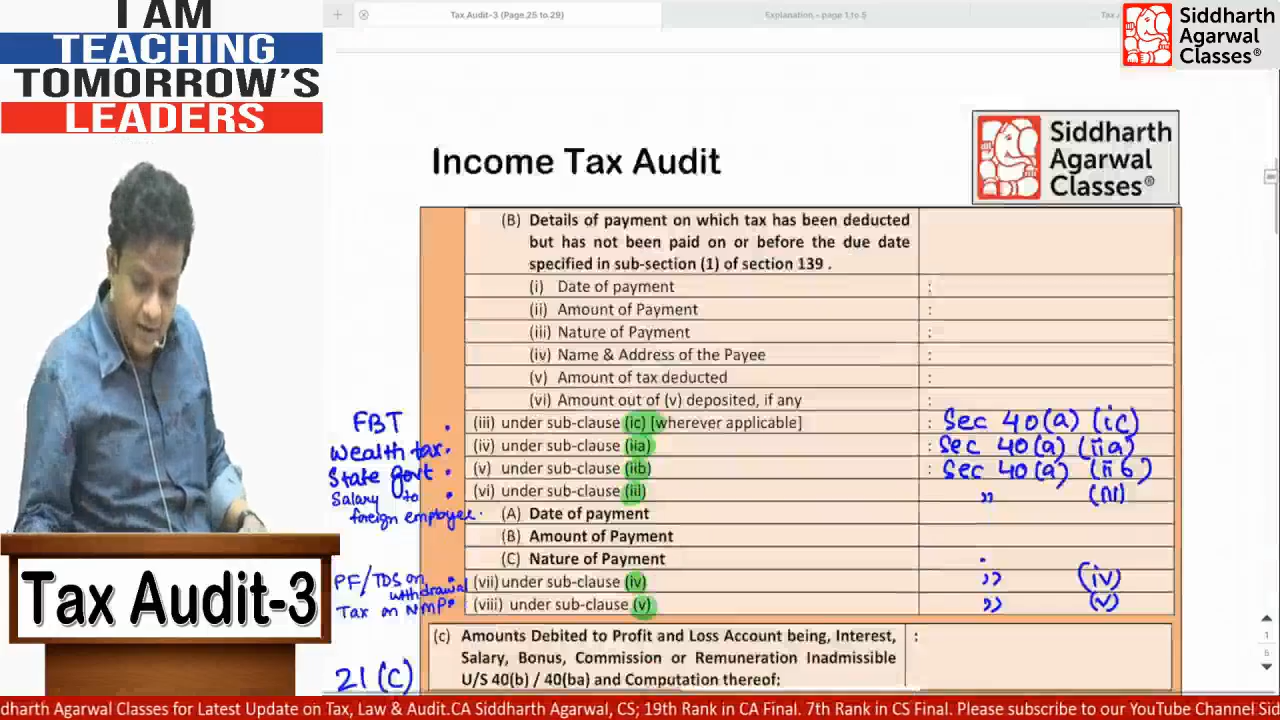 I AM
TEACHING
TOMORROW'S
LEADERS
Tax Audit-3 (Page 25 to 29)
Explanation - page 1 to 5
Siddharth
Agarwal
Classes®
Income Tax Audit
Siddharth
Agarwal
Classes®
(B) Details of payment on which tax has been deducted
but has not been paid on or before the due date
specified in sub-section (1) of section 139 .
(i) Date of payment :
(ii) Amount of Payment :
(iii) Nature of Payment :
(iv) Name & Address of the Payee :
(v) Amount of tax deducted :
(vi) Amount out of (v) deposited, if any :
FBT . (iii) under sub-clause (ic) [wherever applicable] : Sec 40(a) (ic)
Wealth tax. (iv) under sub-clause (iia) : Sec 40(a) (iia)
State govt . (v) under sub-clause (iib) : Sec 40(a) (iib)
Salary to . (vi) under sub-clause (iii) ,, (iii)
foreign employee. (A) Date of payment
(B) Amount of Payment
(C) Nature of Payment
PF/TDS on . (vii) under sub-clause (iv) ,, (iv)
withdrawal
Tax on NMP. (viii) under sub-clause (v) ,, (v)
(c) Amounts Debited to Profit and Loss Account being, Interest, :
Salary, Bonus, Commission or Remuneration Inadmissible
21 (C) U/S 40(b) / 40(ba) and Computation thereof;
Tax Audit-3
dharth Agarwal Classes for Latest Update on Tax, Law & Audit.CA Siddharth Agarwal, CS; 19th Rank in CA Final. 7th Rank in CS Final. Please subscribe to our YouTube Channel Sid